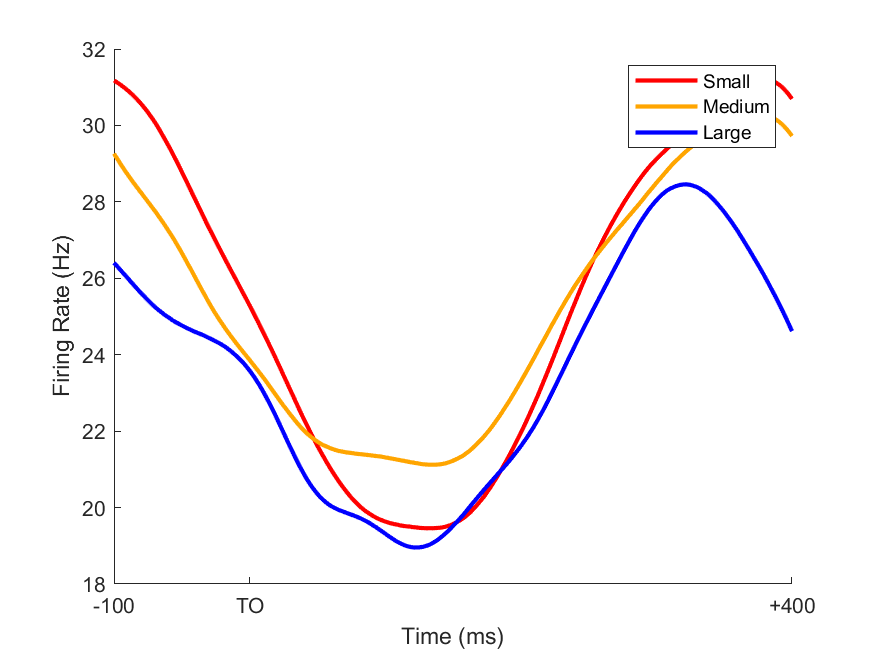 32
30
28
26
24
22
20
18
Firing Rate (Hz)
Small
Medium
Large
-100
TO
+400
Time (ms)